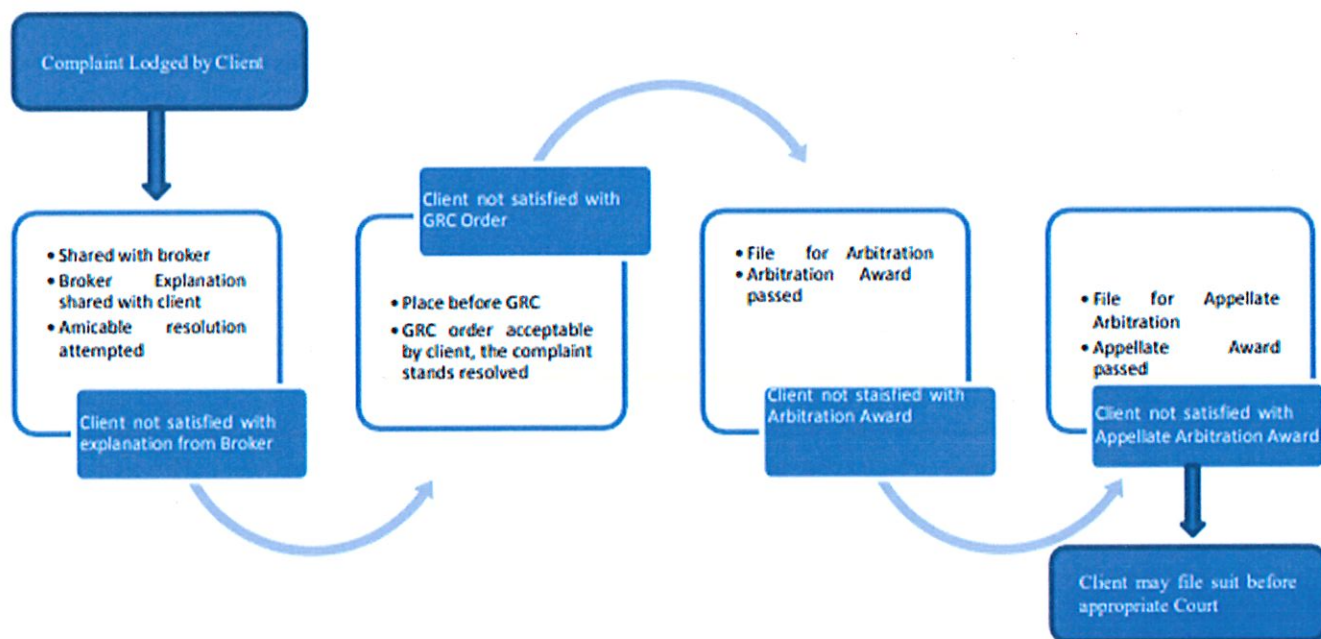 Complaint Lodged by Client
• Shared with broker
• Broker Explanation
shared with client
• Amicable resolution
attempted
Client not satisfied with
explanation from Broker
Client not satisfied with
GRC Order
• Place before GRC
• GRC order acceptable
by client, the complaint
stands resolved
• File for Arbitration
• Arbitration Award
passed
Client not staisfied with
Arbitration Award
• File for Appellate
Arbitration
• Appellate Award
passed
Client not satisfied with
Appellate Arbitration Award
Client may file suit before
appropriate Court